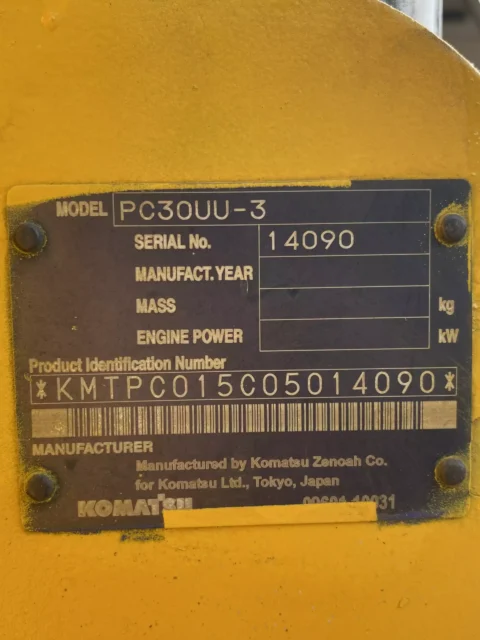 MODEL PC30UU-3
SERIAL No. 14090
MANUFACT. YEAR
MASS kg
ENGINE POWER kW
Product Identification Number
*KMTPC015C05014090*
MANUFACTURER
Manufactured by Komatsu Zenoah Co.
for Komatsu Ltd., Tokyo, Japan
KOMATSU